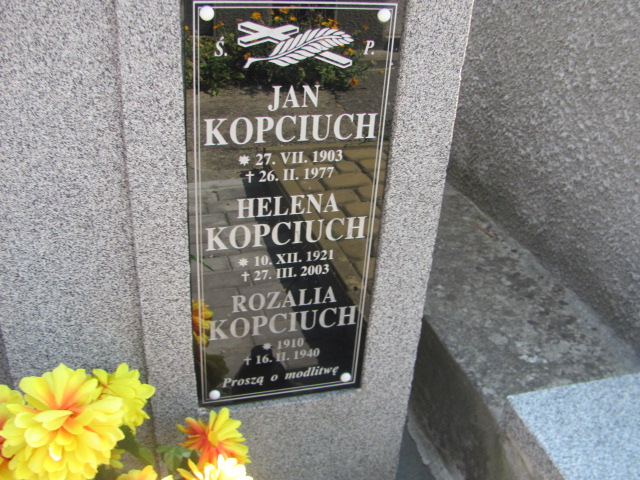 Ś. P.
JAN
KOPCIUCH
* 27. VII. 1903
† 26. II. 1977
HELENA
KOPCIUCH
* 10. XII. 1921
† 27. III. 2003
ROZALIA
KOPCIUCH
* 1910
† 16. II. 1940
Proszą o modlitwę